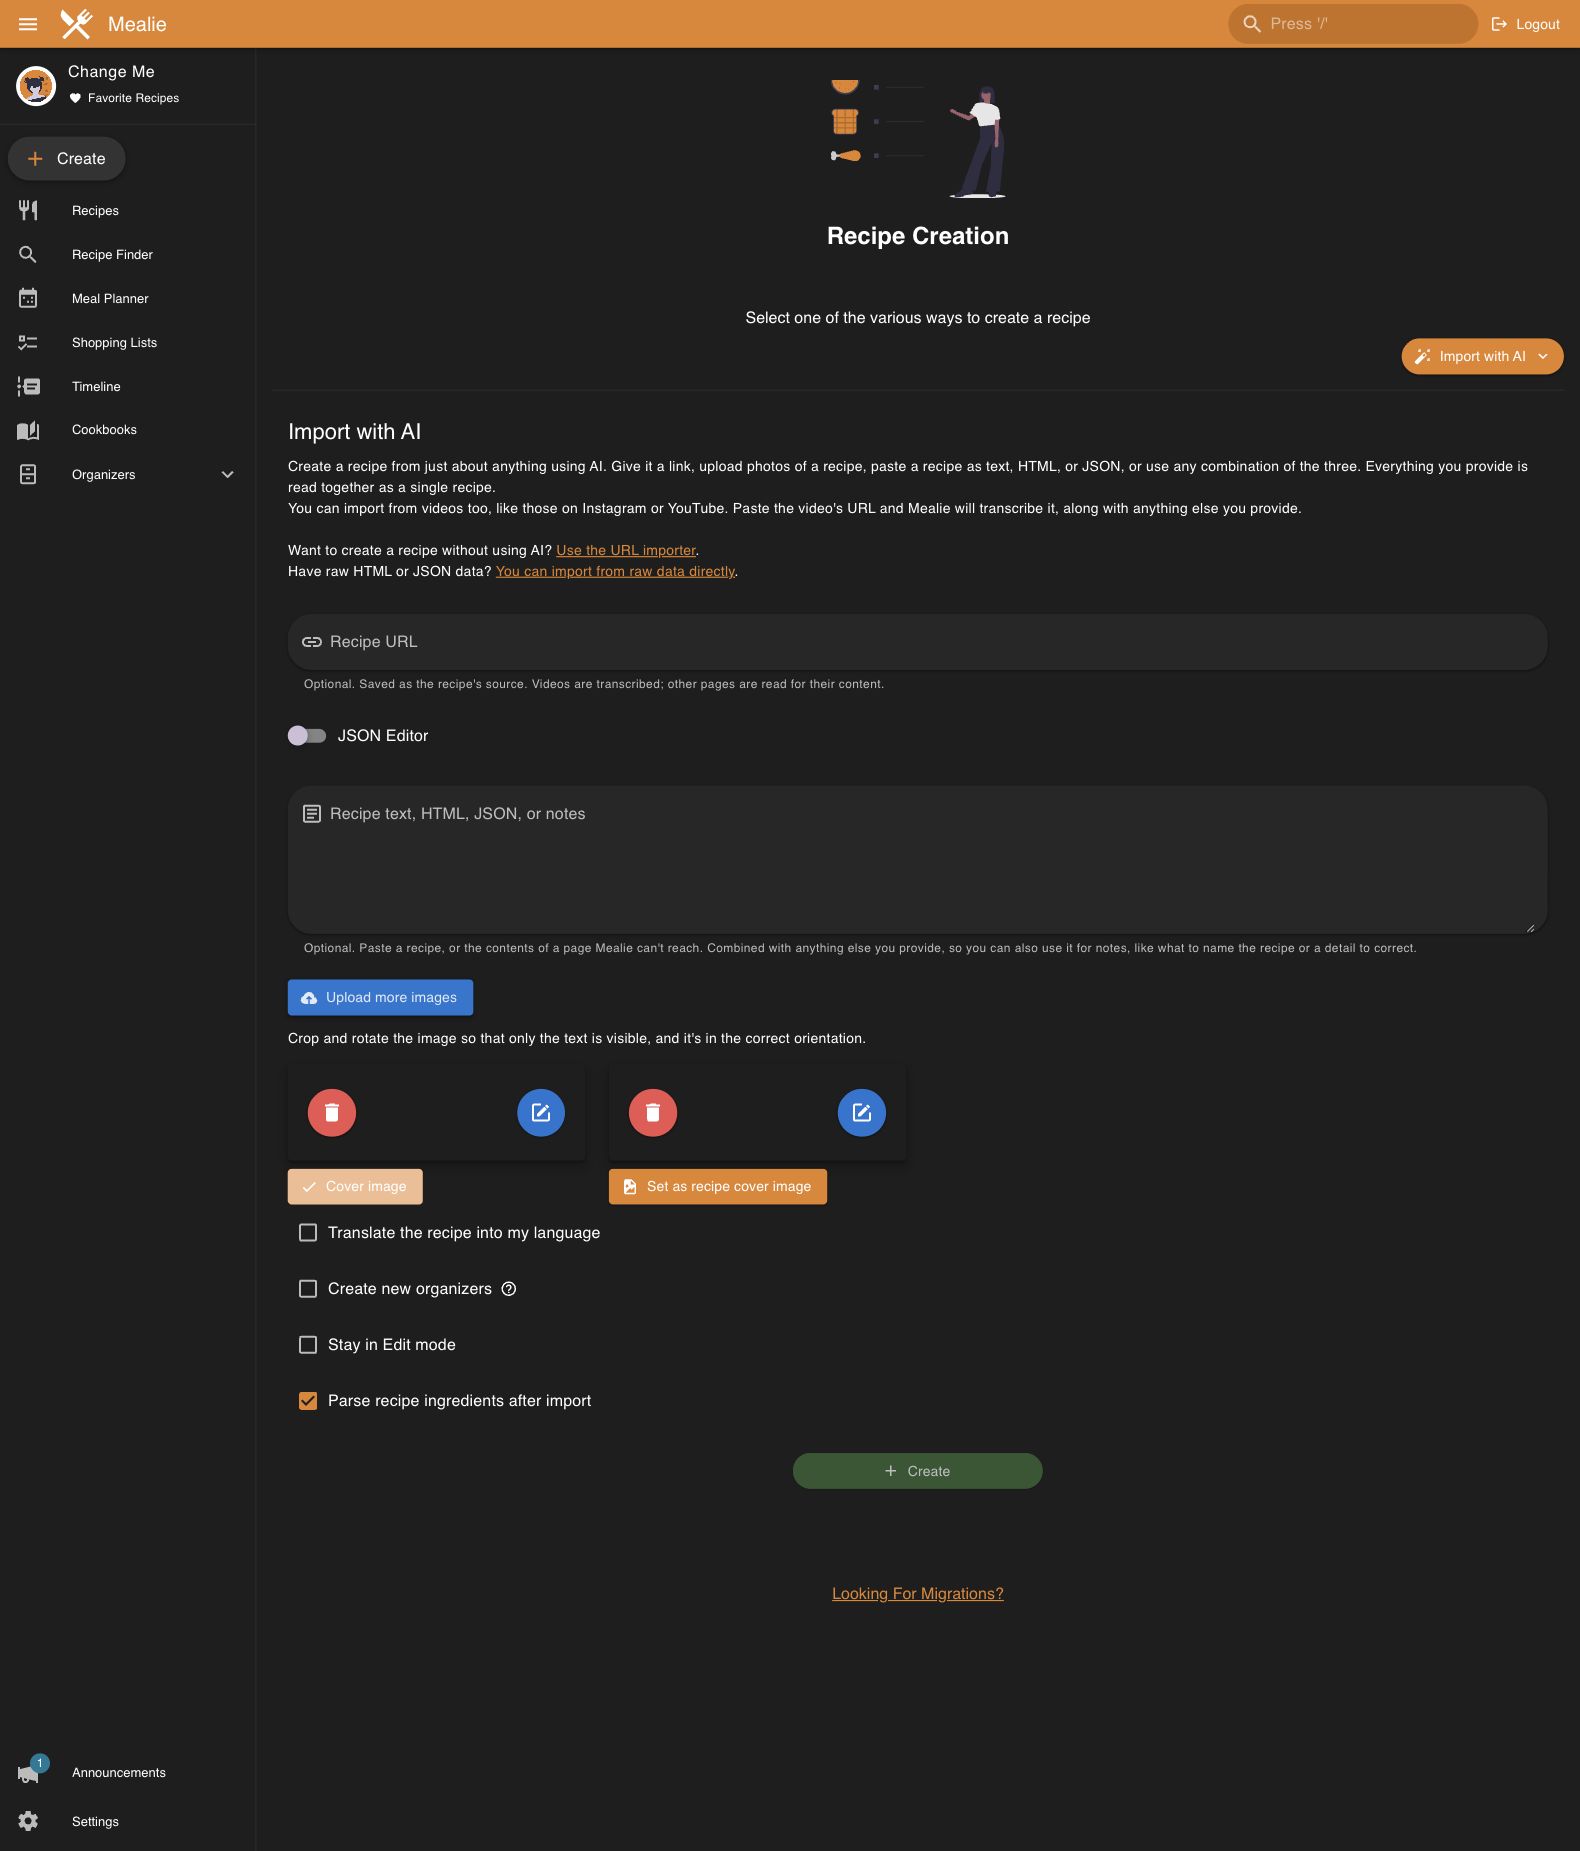 Mealie
Press '/'
Logout
Change Me
Favorite Recipes
Create
Recipes
Recipe Finder
Meal Planner
Shopping Lists
Timeline
Cookbooks
Organizers
Recipe Creation
Select one of the various ways to create a recipe
Import with AI
Import with AI
Create a recipe from just about anything using AI. Give it a link, upload photos of a recipe, paste a recipe as text, HTML, or JSON, or use any combination of the three. Everything you provide is
read together as a single recipe.
You can import from videos too, like those on Instagram or YouTube. Paste the video's URL and Mealie will transcribe it, along with anything else you provide.
Want to create a recipe without using AI? Use the URL importer.
Have raw HTML or JSON data? You can import from raw data directly.
Recipe URL
Optional. Saved as the recipe's source. Videos are transcribed; other pages are read for their content.
JSON Editor
Recipe text, HTML, JSON, or notes
Optional. Paste a recipe, or the contents of a page Mealie can't reach. Combined with anything else you provide, so you can also use it for notes, like what to name the recipe or a detail to correct.
Upload more images
Crop and rotate the image so that only the text is visible, and it's in the correct orientation.
Cover image
Set as recipe cover image
Translate the recipe into my language
Create new organizers
Stay in Edit mode
Parse recipe ingredients after import
Create
Looking For Migrations?
1
Announcements
Settings